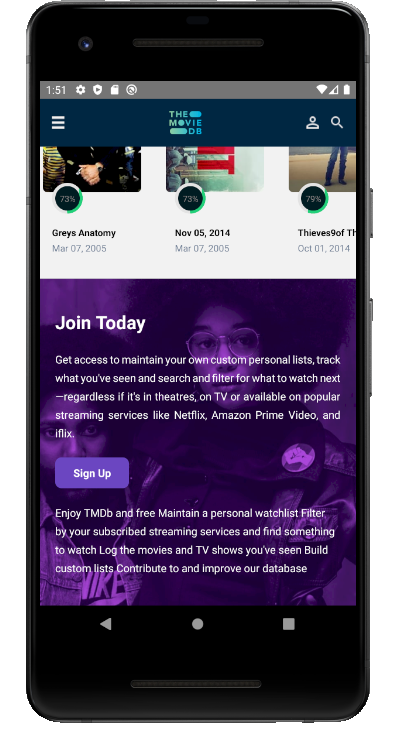 1:51
THE
MOVIE
DB
73%
73%
79%
Greys Anatomy
Nov 05, 2014
Thieves9of Th
Mar 07, 2005
Mar 07, 2005
Oct 01, 2014
Join Today
Get access to maintain your own custom personal lists, track
what you've seen and search and filter for what to watch next
—regardless if it's in theatres, on TV or available on popular
streaming services like Netflix, Amazon Prime Video, and
iflix.
Sign Up
Enjoy TMDb and free Maintain a personal watchlist Filter
by your subscribed streaming services and find something
to watch Log the movies and TV shows you've seen Build
custom lists Contribute to and improve our database